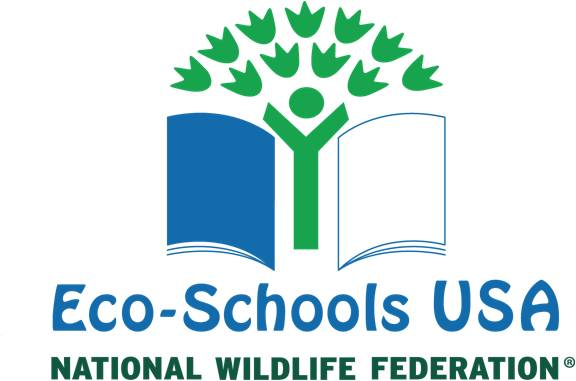 Eco-Schools USA
NATIONAL WILDLIFE FEDERATION®